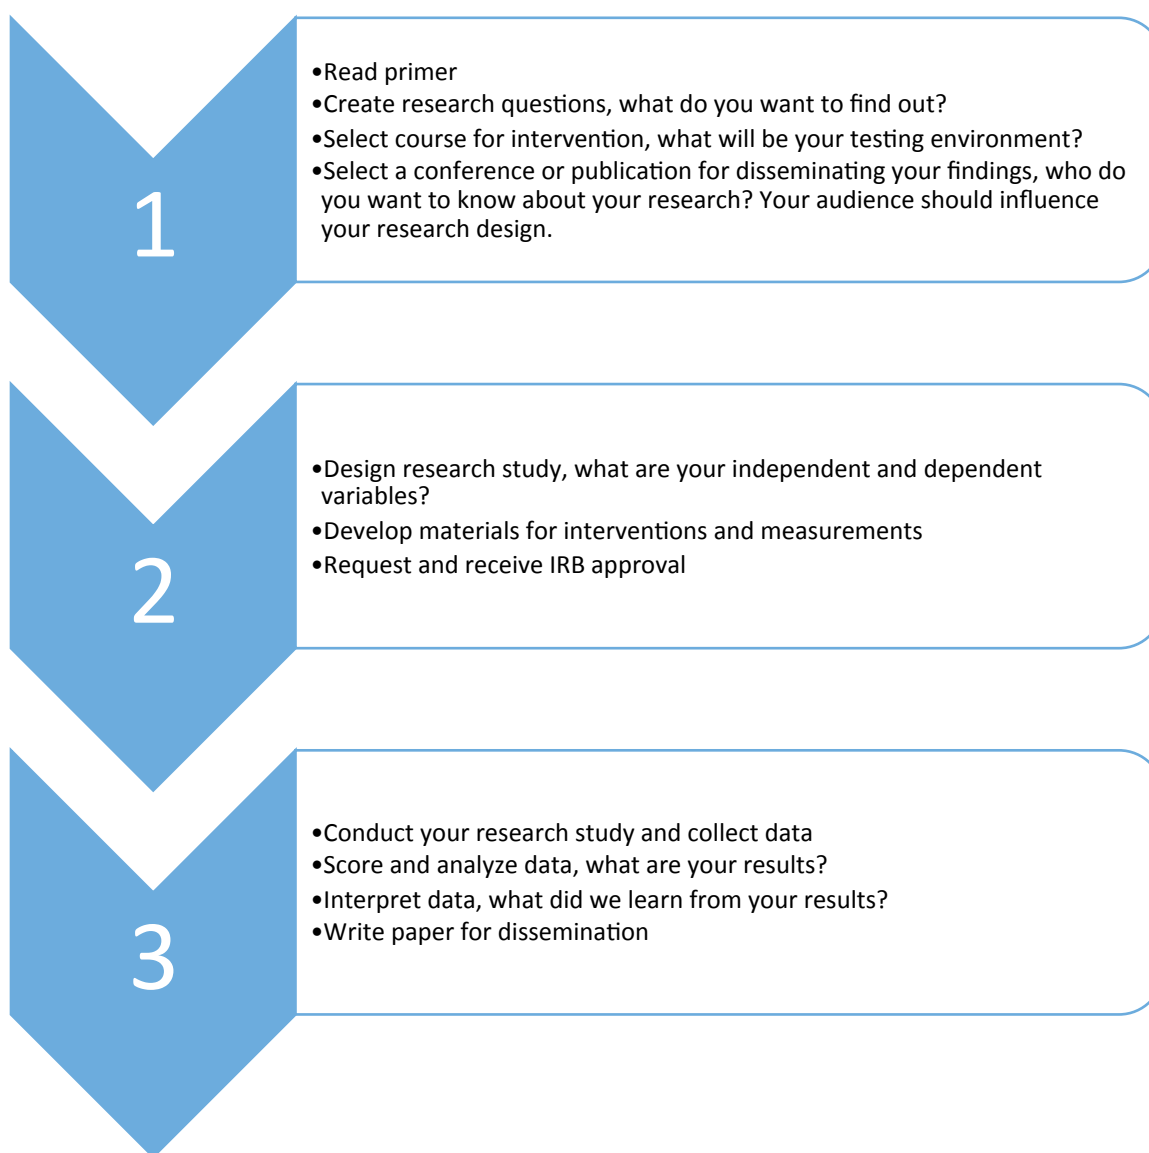 1
•Read primer
•Create research questions, what do you want to find out?
•Select course for intervention, what will be your testing environment?
•Select a conference or publication for disseminating your findings, who do
you want to know about your research? Your audience should influence
your research design.
2
•Design research study, what are your independent and dependent
variables?
•Develop materials for interventions and measurements
•Request and receive IRB approval
3
•Conduct your research study and collect data
•Score and analyze data, what are your results?
•Interpret data, what did we learn from your results?
•Write paper for dissemination